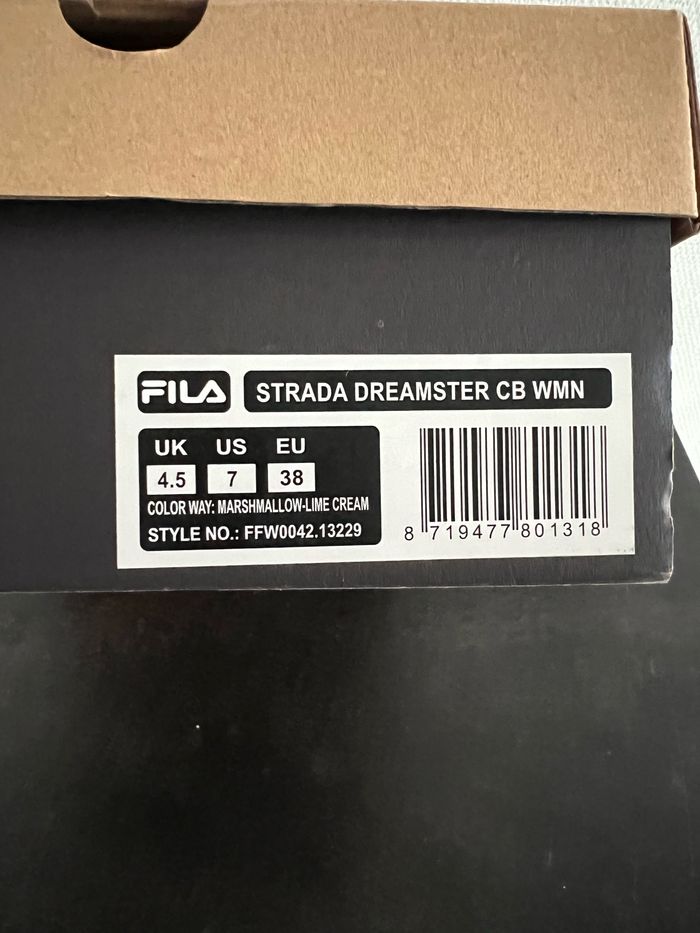 FILA STRADA DREAMSTER CB WMN
UK US EU
4.5 7 38
COLOR WAY: MARSHMALLOW-LIME CREAM
STYLE NO.: FFW0042.13229
8 719477 801318